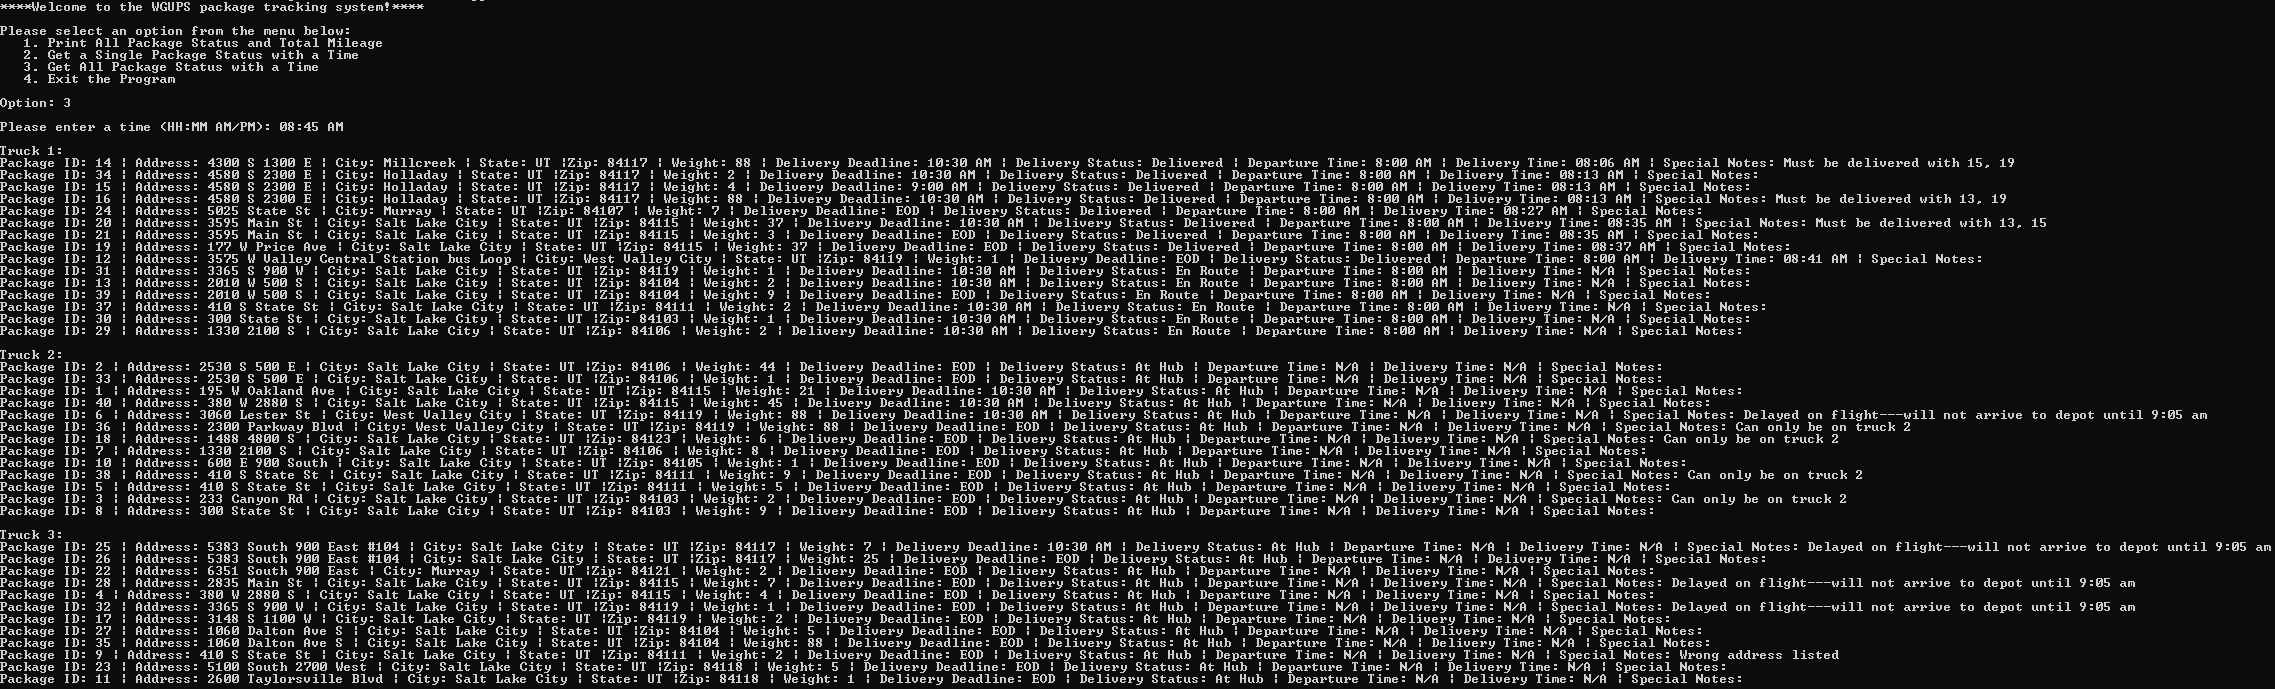 ****Welcome to the WGUPS package tracking system!****
Please select an option from the menu below:
1. Print All Package Status and Total Mileage
2. Get a Single Package Status with a Time
3. Get All Package Status with a Time
4. Exit the Program
Option: 3
Please enter a time (HH:MM AM/PM): 08:45 AM
Truck 1:
Package ID: 14 | Address: 4300 S 1300 E | City: Millcreek | State: UT |Zip: 84117 | Weight: 88 | Delivery Deadline: 10:30 AM | Delivery Status: Delivered | Departure Time: 8:00 AM | Delivery Time: 08:06 AM | Special Notes: Must be delivered with 15, 19
Package ID: 34 | Address: 4580 S 2300 E | City: Holladay | State: UT |Zip: 84117 | Weight: 2 | Delivery Deadline: 10:30 AM | Delivery Status: Delivered | Departure Time: 8:00 AM | Delivery Time: 08:13 AM | Special Notes:
Package ID: 15 | Address: 4580 S 2300 E | City: Holladay | State: UT |Zip: 84117 | Weight: 4 | Delivery Deadline: 9:00 AM | Delivery Status: Delivered | Departure Time: 8:00 AM | Delivery Time: 08:13 AM | Special Notes:
Package ID: 16 | Address: 4580 S 2300 E | City: Holladay | State: UT |Zip: 84117 | Weight: 88 | Delivery Deadline: 10:30 AM | Delivery Status: Delivered | Departure Time: 8:00 AM | Delivery Time: 08:13 AM | Special Notes: Must be delivered with 13, 19
Package ID: 24 | Address: 5025 State St | City: Murray | State: UT |Zip: 84107 | Weight: 7 | Delivery Deadline: EOD | Delivery Status: Delivered | Departure Time: 8:00 AM | Delivery Time: 08:27 AM | Special Notes:
Package ID: 20 | Address: 3595 Main St | City: Salt Lake City | State: UT |Zip: 84115 | Weight: 37 | Delivery Deadline: 10:30 AM | Delivery Status: Delivered | Departure Time: 8:00 AM | Delivery Time: 08:35 AM | Special Notes: Must be delivered with 13, 15
Package ID: 21 | Address: 3595 Main St | City: Salt Lake City | State: UT |Zip: 84115 | Weight: 3 | Delivery Deadline: EOD | Delivery Status: Delivered | Departure Time: 8:00 AM | Delivery Time: 08:35 AM | Special Notes:
Package ID: 19 | Address: 177 W Price Ave | City: Salt Lake City | State: UT |Zip: 84115 | Weight: 37 | Delivery Deadline: EOD | Delivery Status: Delivered | Departure Time: 8:00 AM | Delivery Time: 08:37 AM | Special Notes:
Package ID: 12 | Address: 3575 W Valley Central Station bus Loop | City: West Valley City | State: UT |Zip: 84119 | Weight: 1 | Delivery Deadline: EOD | Delivery Status: Delivered | Departure Time: 8:00 AM | Delivery Time: 08:41 AM | Special Notes:
Package ID: 31 | Address: 3365 S 900 W | City: Salt Lake City | State: UT |Zip: 84119 | Weight: 1 | Delivery Deadline: 10:30 AM | Delivery Status: En Route | Departure Time: 8:00 AM | Delivery Time: N/A | Special Notes:
Package ID: 13 | Address: 2010 W 500 S | City: Salt Lake City | State: UT |Zip: 84104 | Weight: 2 | Delivery Deadline: 10:30 AM | Delivery Status: En Route | Departure Time: 8:00 AM | Delivery Time: N/A | Special Notes:
Package ID: 39 | Address: 2010 W 500 S | City: Salt Lake City | State: UT |Zip: 84104 | Weight: 9 | Delivery Deadline: EOD | Delivery Status: En Route | Departure Time: 8:00 AM | Delivery Time: N/A | Special Notes:
Package ID: 37 | Address: 410 S State St | City: Salt Lake City | State: UT |Zip: 84111 | Weight: 2 | Delivery Deadline: 10:30 AM | Delivery Status: En Route | Departure Time: 8:00 AM | Delivery Time: N/A | Special Notes:
Package ID: 30 | Address: 300 State St | City: Salt Lake City | State: UT |Zip: 84103 | Weight: 1 | Delivery Deadline: 10:30 AM | Delivery Status: En Route | Departure Time: 8:00 AM | Delivery Time: N/A | Special Notes:
Package ID: 29 | Address: 1330 2100 S | City: Salt Lake City | State: UT |Zip: 84106 | Weight: 2 | Delivery Deadline: 10:30 AM | Delivery Status: En Route | Departure Time: 8:00 AM | Delivery Time: N/A | Special Notes:
Truck 2:
Package ID: 2 | Address: 2530 S 500 E | City: Salt Lake City | State: UT |Zip: 84106 | Weight: 44 | Delivery Deadline: EOD | Delivery Status: At Hub | Departure Time: N/A | Delivery Time: N/A | Special Notes:
Package ID: 33 | Address: 2530 S 500 E | City: Salt Lake City | State: UT |Zip: 84106 | Weight: 1 | Delivery Deadline: EOD | Delivery Status: At Hub | Departure Time: N/A | Delivery Time: N/A | Special Notes:
Package ID: 1 | Address: 195 W Oakland Ave | City: Salt Lake City | State: UT |Zip: 84115 | Weight: 21 | Delivery Deadline: 10:30 AM | Delivery Status: At Hub | Departure Time: N/A | Delivery Time: N/A | Special Notes:
Package ID: 40 | Address: 380 W 2880 S | City: Salt Lake City | State: UT |Zip: 84115 | Weight: 45 | Delivery Deadline: 10:30 AM | Delivery Status: At Hub | Departure Time: N/A | Delivery Time: N/A | Special Notes:
Package ID: 6 | Address: 3060 Lester St | City: West Valley City | State: UT |Zip: 84119 | Weight: 88 | Delivery Deadline: 10:30 AM | Delivery Status: At Hub | Departure Time: N/A | Delivery Time: N/A | Special Notes: Delayed on flight---will not arrive to depot until 9:05 am
Package ID: 36 | Address: 2300 Parkway Blvd | City: West Valley City | State: UT |Zip: 84119 | Weight: 88 | Delivery Deadline: EOD | Delivery Status: At Hub | Departure Time: N/A | Delivery Time: N/A | Special Notes: Can only be on truck 2
Package ID: 18 | Address: 1488 4800 S | City: Salt Lake City | State: UT |Zip: 84123 | Weight: 6 | Delivery Deadline: EOD | Delivery Status: At Hub | Departure Time: N/A | Delivery Time: N/A | Special Notes: Can only be on truck 2
Package ID: 7 | Address: 1330 2100 S | City: Salt Lake City | State: UT |Zip: 84106 | Weight: 8 | Delivery Deadline: EOD | Delivery Status: At Hub | Departure Time: N/A | Delivery Time: N/A | Special Notes:
Package ID: 10 | Address: 600 E 900 South | City: Salt Lake City | State: UT |Zip: 84105 | Weight: 1 | Delivery Deadline: EOD | Delivery Status: At Hub | Departure Time: N/A | Delivery Time: N/A | Special Notes:
Package ID: 38 | Address: 410 S State St | City: Salt Lake City | State: UT |Zip: 84111 | Weight: 9 | Delivery Deadline: EOD | Delivery Status: At Hub | Departure Time: N/A | Delivery Time: N/A | Special Notes: Can only be on truck 2
Package ID: 5 | Address: 410 S State St | City: Salt Lake City | State: UT |Zip: 84111 | Weight: 5 | Delivery Deadline: EOD | Delivery Status: At Hub | Departure Time: N/A | Delivery Time: N/A | Special Notes:
Package ID: 3 | Address: 233 Canyon Rd | City: Salt Lake City | State: UT |Zip: 84103 | Weight: 2 | Delivery Deadline: EOD | Delivery Status: At Hub | Departure Time: N/A | Delivery Time: N/A | Special Notes: Can only be on truck 2
Package ID: 8 | Address: 300 State St | City: Salt Lake City | State: UT |Zip: 84103 | Weight: 9 | Delivery Deadline: EOD | Delivery Status: At Hub | Departure Time: N/A | Delivery Time: N/A | Special Notes:
Truck 3:
Package ID: 25 | Address: 5383 South 900 East #104 | City: Salt Lake City | State: UT |Zip: 84117 | Weight: 7 | Delivery Deadline: 10:30 AM | Delivery Status: At Hub | Departure Time: N/A | Delivery Time: N/A | Special Notes: Delayed on flight---will not arrive to depot until 9:05 am
Package ID: 26 | Address: 5383 South 900 East #104 | City: Salt Lake City | State: UT |Zip: 84117 | Weight: 25 | Delivery Deadline: EOD | Delivery Status: At Hub | Departure Time: N/A | Delivery Time: N/A | Special Notes:
Package ID: 22 | Address: 6351 South 900 East | City: Murray | State: UT |Zip: 84121 | Weight: 2 | Delivery Deadline: EOD | Delivery Status: At Hub | Departure Time: N/A | Delivery Time: N/A | Special Notes:
Package ID: 28 | Address: 2835 Main St | City: Salt Lake City | State: UT |Zip: 84115 | Weight: 7 | Delivery Deadline: EOD | Delivery Status: At Hub | Departure Time: N/A | Delivery Time: N/A | Special Notes: Delayed on flight---will not arrive to depot until 9:05 am
Package ID: 4 | Address: 380 W 2880 S | City: Salt Lake City | State: UT |Zip: 84115 | Weight: 4 | Delivery Deadline: EOD | Delivery Status: At Hub | Departure Time: N/A | Delivery Time: N/A | Special Notes:
Package ID: 32 | Address: 3365 S 900 W | City: Salt Lake City | State: UT |Zip: 84119 | Weight: 1 | Delivery Deadline: EOD | Delivery Status: At Hub | Departure Time: N/A | Delivery Time: N/A | Special Notes: Delayed on flight---will not arrive to depot until 9:05 am
Package ID: 17 | Address: 3148 S 1100 W | City: Salt Lake City | State: UT |Zip: 84119 | Weight: 2 | Delivery Deadline: EOD | Delivery Status: At Hub | Departure Time: N/A | Delivery Time: N/A | Special Notes:
Package ID: 27 | Address: 1060 Dalton Ave S | City: Salt Lake City | State: UT |Zip: 84104 | Weight: 5 | Delivery Deadline: EOD | Delivery Status: At Hub | Departure Time: N/A | Delivery Time: N/A | Special Notes:
Package ID: 35 | Address: 1060 Dalton Ave S | City: Salt Lake City | State: UT |Zip: 84104 | Weight: 88 | Delivery Deadline: EOD | Delivery Status: At Hub | Departure Time: N/A | Delivery Time: N/A | Special Notes:
Package ID: 9 | Address: 410 S State St | City: Salt Lake City | State: UT |Zip: 84111 | Weight: 2 | Delivery Deadline: EOD | Delivery Status: At Hub | Departure Time: N/A | Delivery Time: N/A | Special Notes: Wrong address listed
Package ID: 23 | Address: 5100 South 2700 West | City: Salt Lake City | State: UT |Zip: 84118 | Weight: 5 | Delivery Deadline: EOD | Delivery Status: At Hub | Departure Time: N/A | Delivery Time: N/A | Special Notes:
Package ID: 11 | Address: 2600 Taylorsville Blvd | City: Salt Lake City | State: UT |Zip: 84118 | Weight: 1 | Delivery Deadline: EOD | Delivery Status: At Hub | Departure Time: N/A | Delivery Time: N/A | Special Notes: